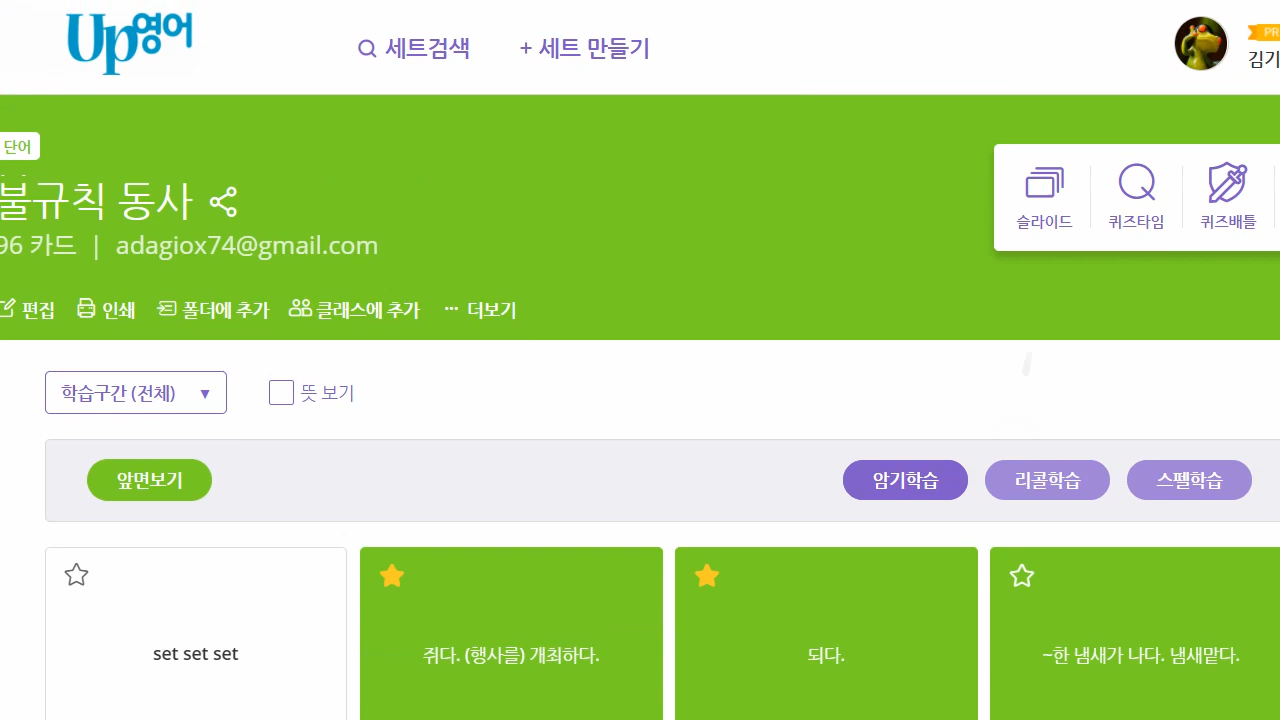 Up영어
세트검색
+ 세트 만들기
PR
김기
단어
불규칙 동사
96 카드 | adagiox74@gmail.com
슬라이드
퀴즈타임
퀴즈배틀
편집
인쇄
폴더에 추가
클래스에 추가
··· 더보기
학습구간 (전체) ▼
뜻 보기
앞면보기
암기학습
리콜학습
스펠학습
set set set
쥐다. (행사를) 개최하다.
되다.
~한 냄새가 나다. 냄새맡다.